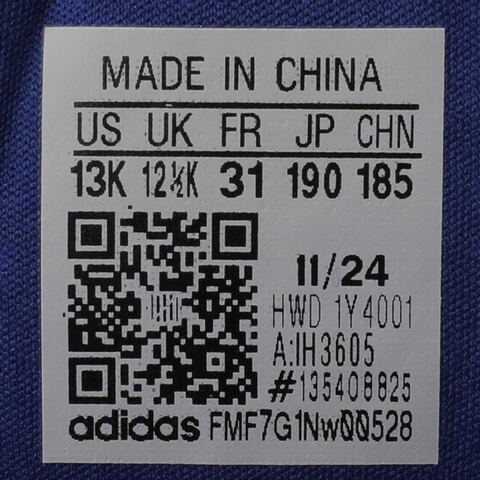 MADE IN CHINA
US UK FR JP CHN
13K 12½K 31 190 185
11/24
HWD 1Y4001
A:IH3605
#135408825
adidas FMF7G1Nw00528